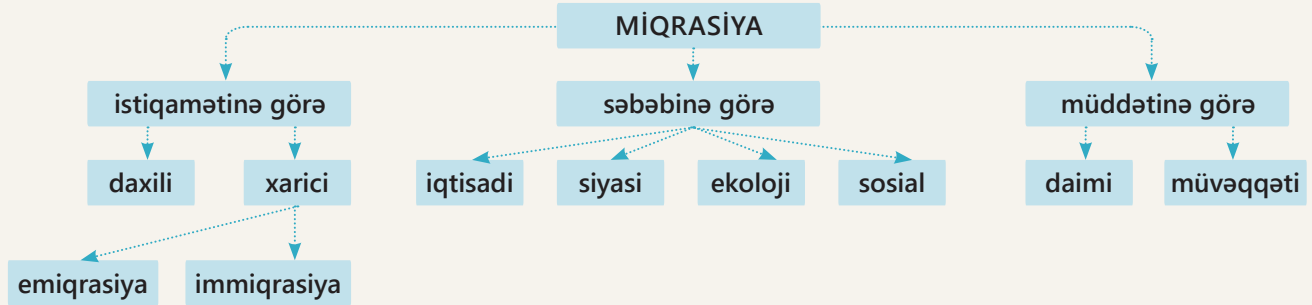 MİQRASİYA
istiqamətinə görə
səbəbinə görə
müddətinə görə
daxili
xarici
iqtisadi
siyasi
ekoloji
sosial
daimi
müvəqqəti
emiqrasiya
immiqrasiya